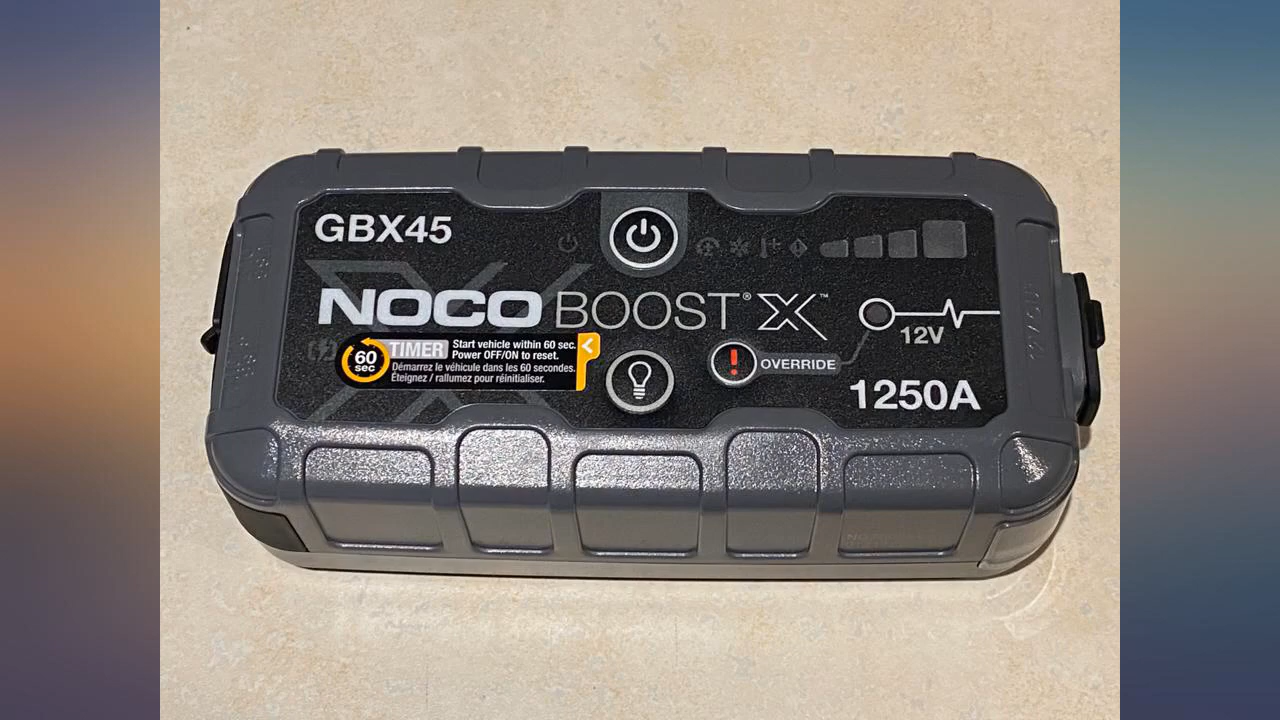 GBX45
NOCO BOOST® X™
12V
60 sec
TIMER
Start vehicle within 60 sec.
Power OFF/ON to reset.
Démarrez le véhicule dans les 60 secondes.
Éteignez / rallumez pour réinitialiser.
! OVERRIDE
1250A